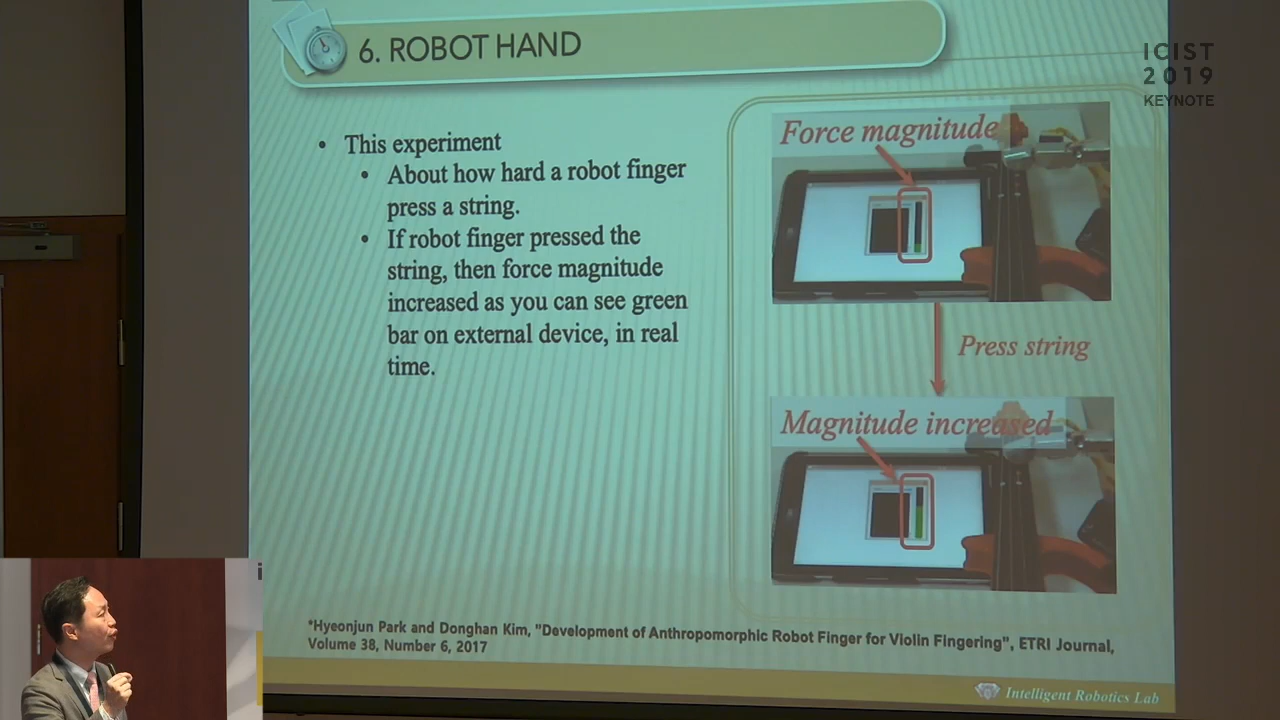 6. ROBOT HAND
ICIST
2019
KEYNOTE
• This experiment
• About how hard a robot finger
press a string.
• If robot finger pressed the
string, then force magnitude
increased as you can see green
bar on external device, in real
time.
Force magnitude
Press string
Magnitude increased
*Hyeonjun Park and Donghan Kim, "Development of Anthropomorphic Robot Finger for Violin Fingering", ETRI Journal,
Volume 38, Number 6, 2017
Intelligent Robotics Lab